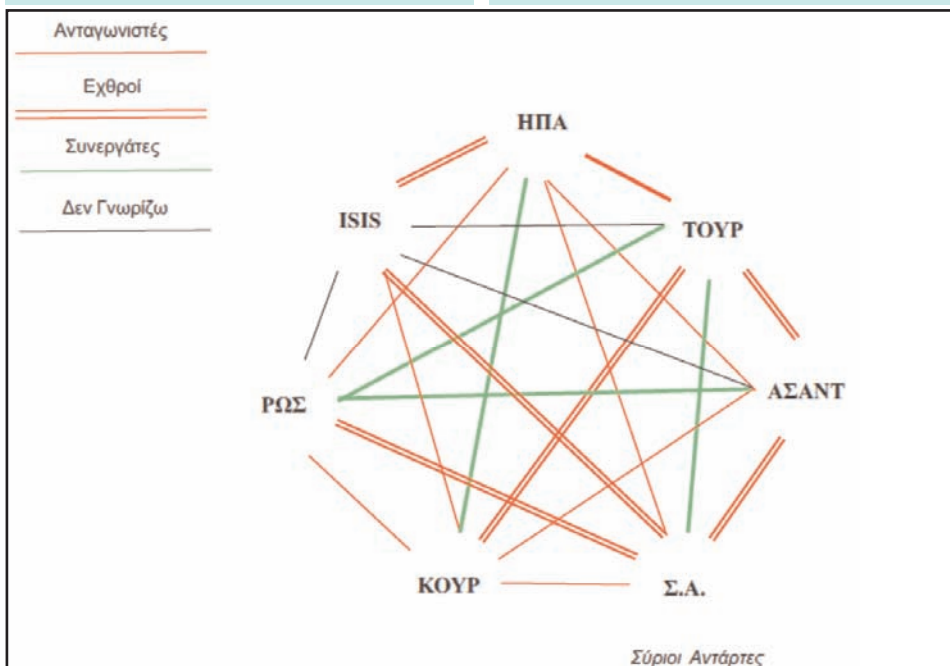 Ανταγωνιστές
Εχθροί
Συνεργάτες
Δεν Γνωρίζω
ΗΠΑ
ISIS
ΤΟΥΡ
ΡΩΣ
ΑΣΑΝΤ
ΚΟΥΡ
Σ.Α.
Σύριοι Αντάρτες